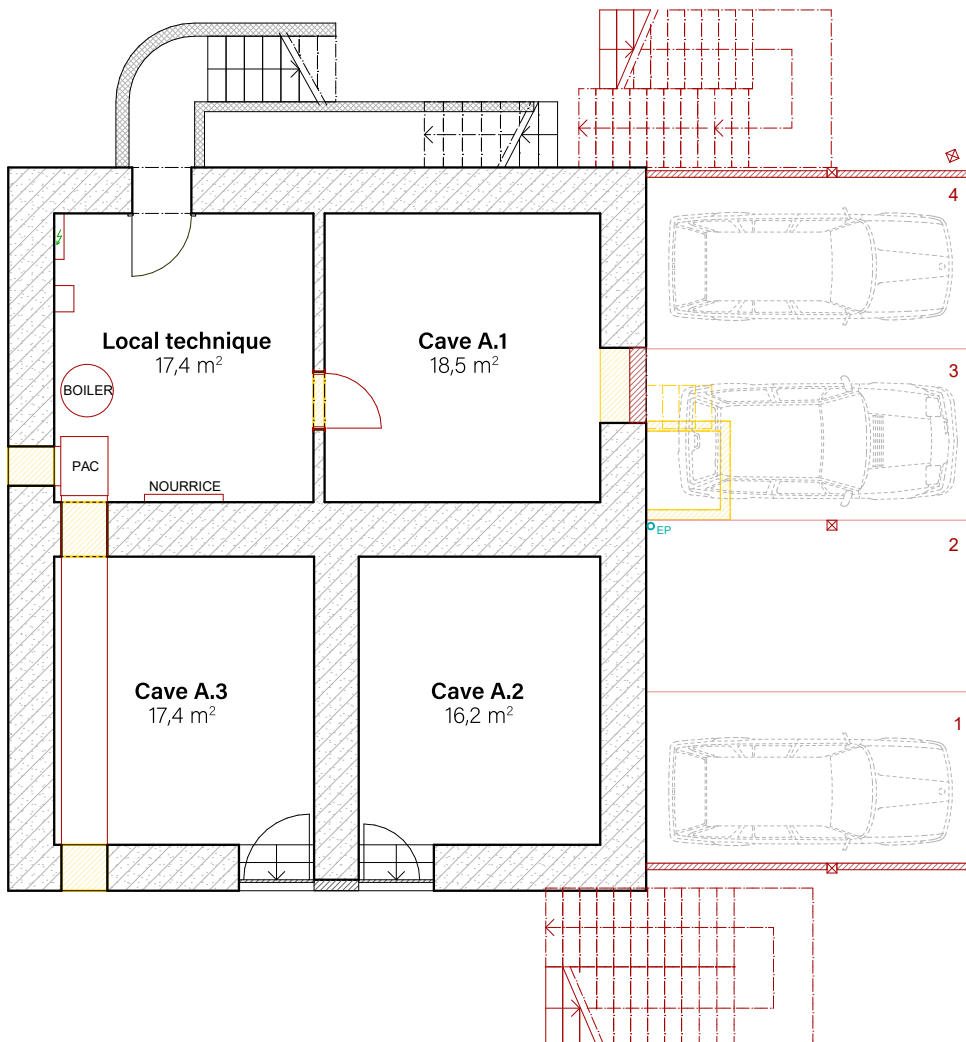 4
Local technique
17,4 m²
Cave A.1
18,5 m²
3
BOILER
PAC
NOURRICE
EP
2
Cave A.3
17,4 m²
Cave A.2
16,2 m²
1